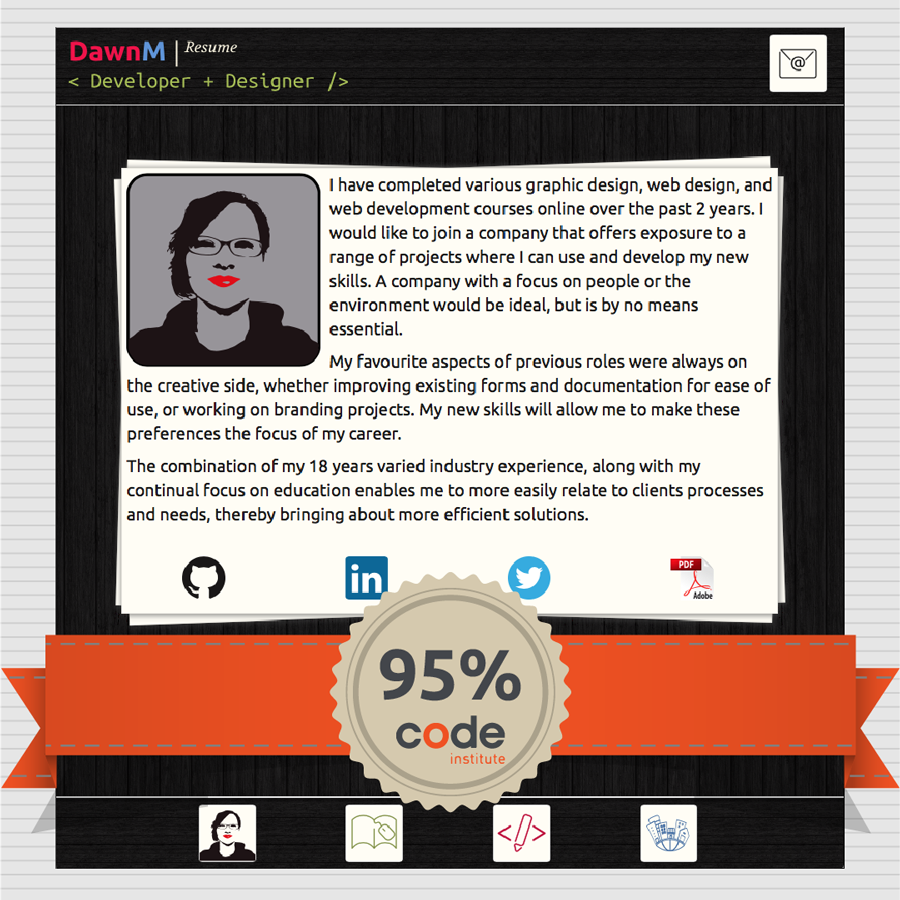 DawnM | Resume
< Developer + Designer />
@
I have completed various graphic design, web design, and
web development courses online over the past 2 years. I
would like to join a company that offers exposure to a
range of projects where I can use and develop my new
skills. A company with a focus on people or the
environment would be ideal, but is by no means
essential.
My favourite aspects of previous roles were always on
the creative side, whether improving existing forms and documentation for ease of
use, or working on branding projects. My new skills will allow me to make these
preferences the focus of my career.
The combination of my 18 years varied industry experience, along with my
continual focus on education enables me to more easily relate to clients processes
and needs, thereby bringing about more efficient solutions.
in
PDF
Adobe
95%
code
institute